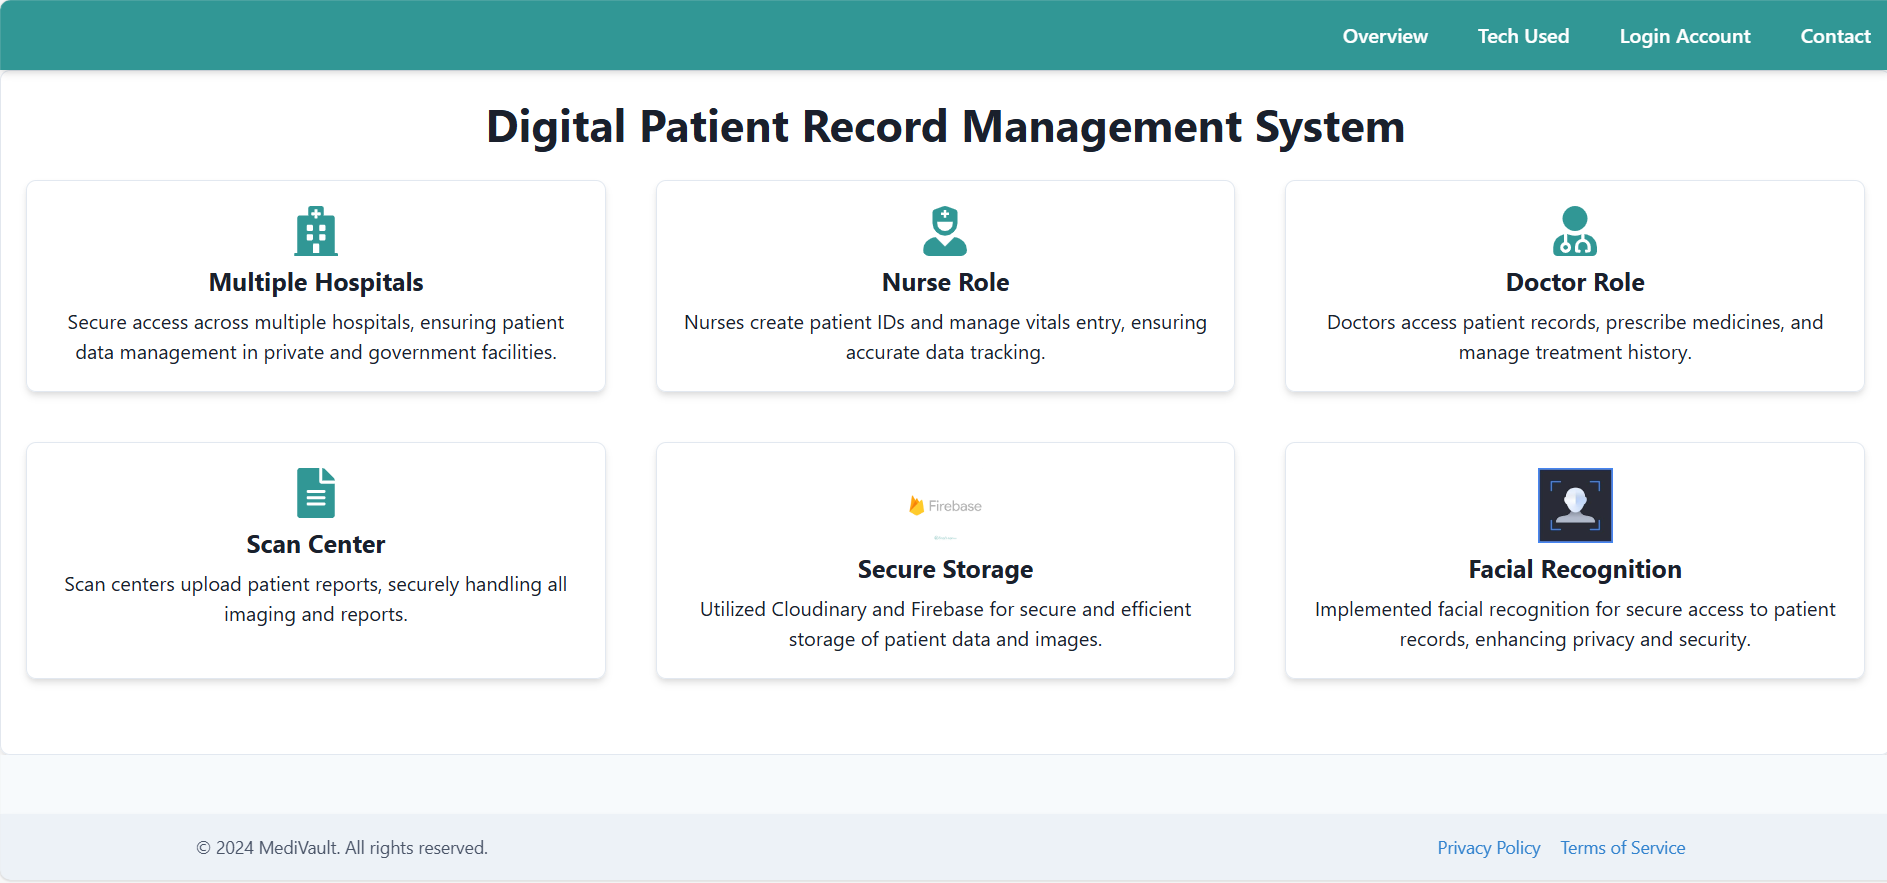 Overview Tech Used Login Account Contact
Digital Patient Record Management System
Multiple Hospitals
Secure access across multiple hospitals, ensuring patient
data management in private and government facilities.
Nurse Role
Nurses create patient IDs and manage vitals entry, ensuring
accurate data tracking.
Doctor Role
Doctors access patient records, prescribe medicines, and
manage treatment history.
Scan Center
Scan centers upload patient reports, securely handling all
imaging and reports.
Firebase
Secure Storage
Utilized Cloudinary and Firebase for secure and efficient
storage of patient data and images.
Facial Recognition
Implemented facial recognition for secure access to patient
records, enhancing privacy and security.
© 2024 MediVault. All rights reserved.
Privacy Policy Terms of Service